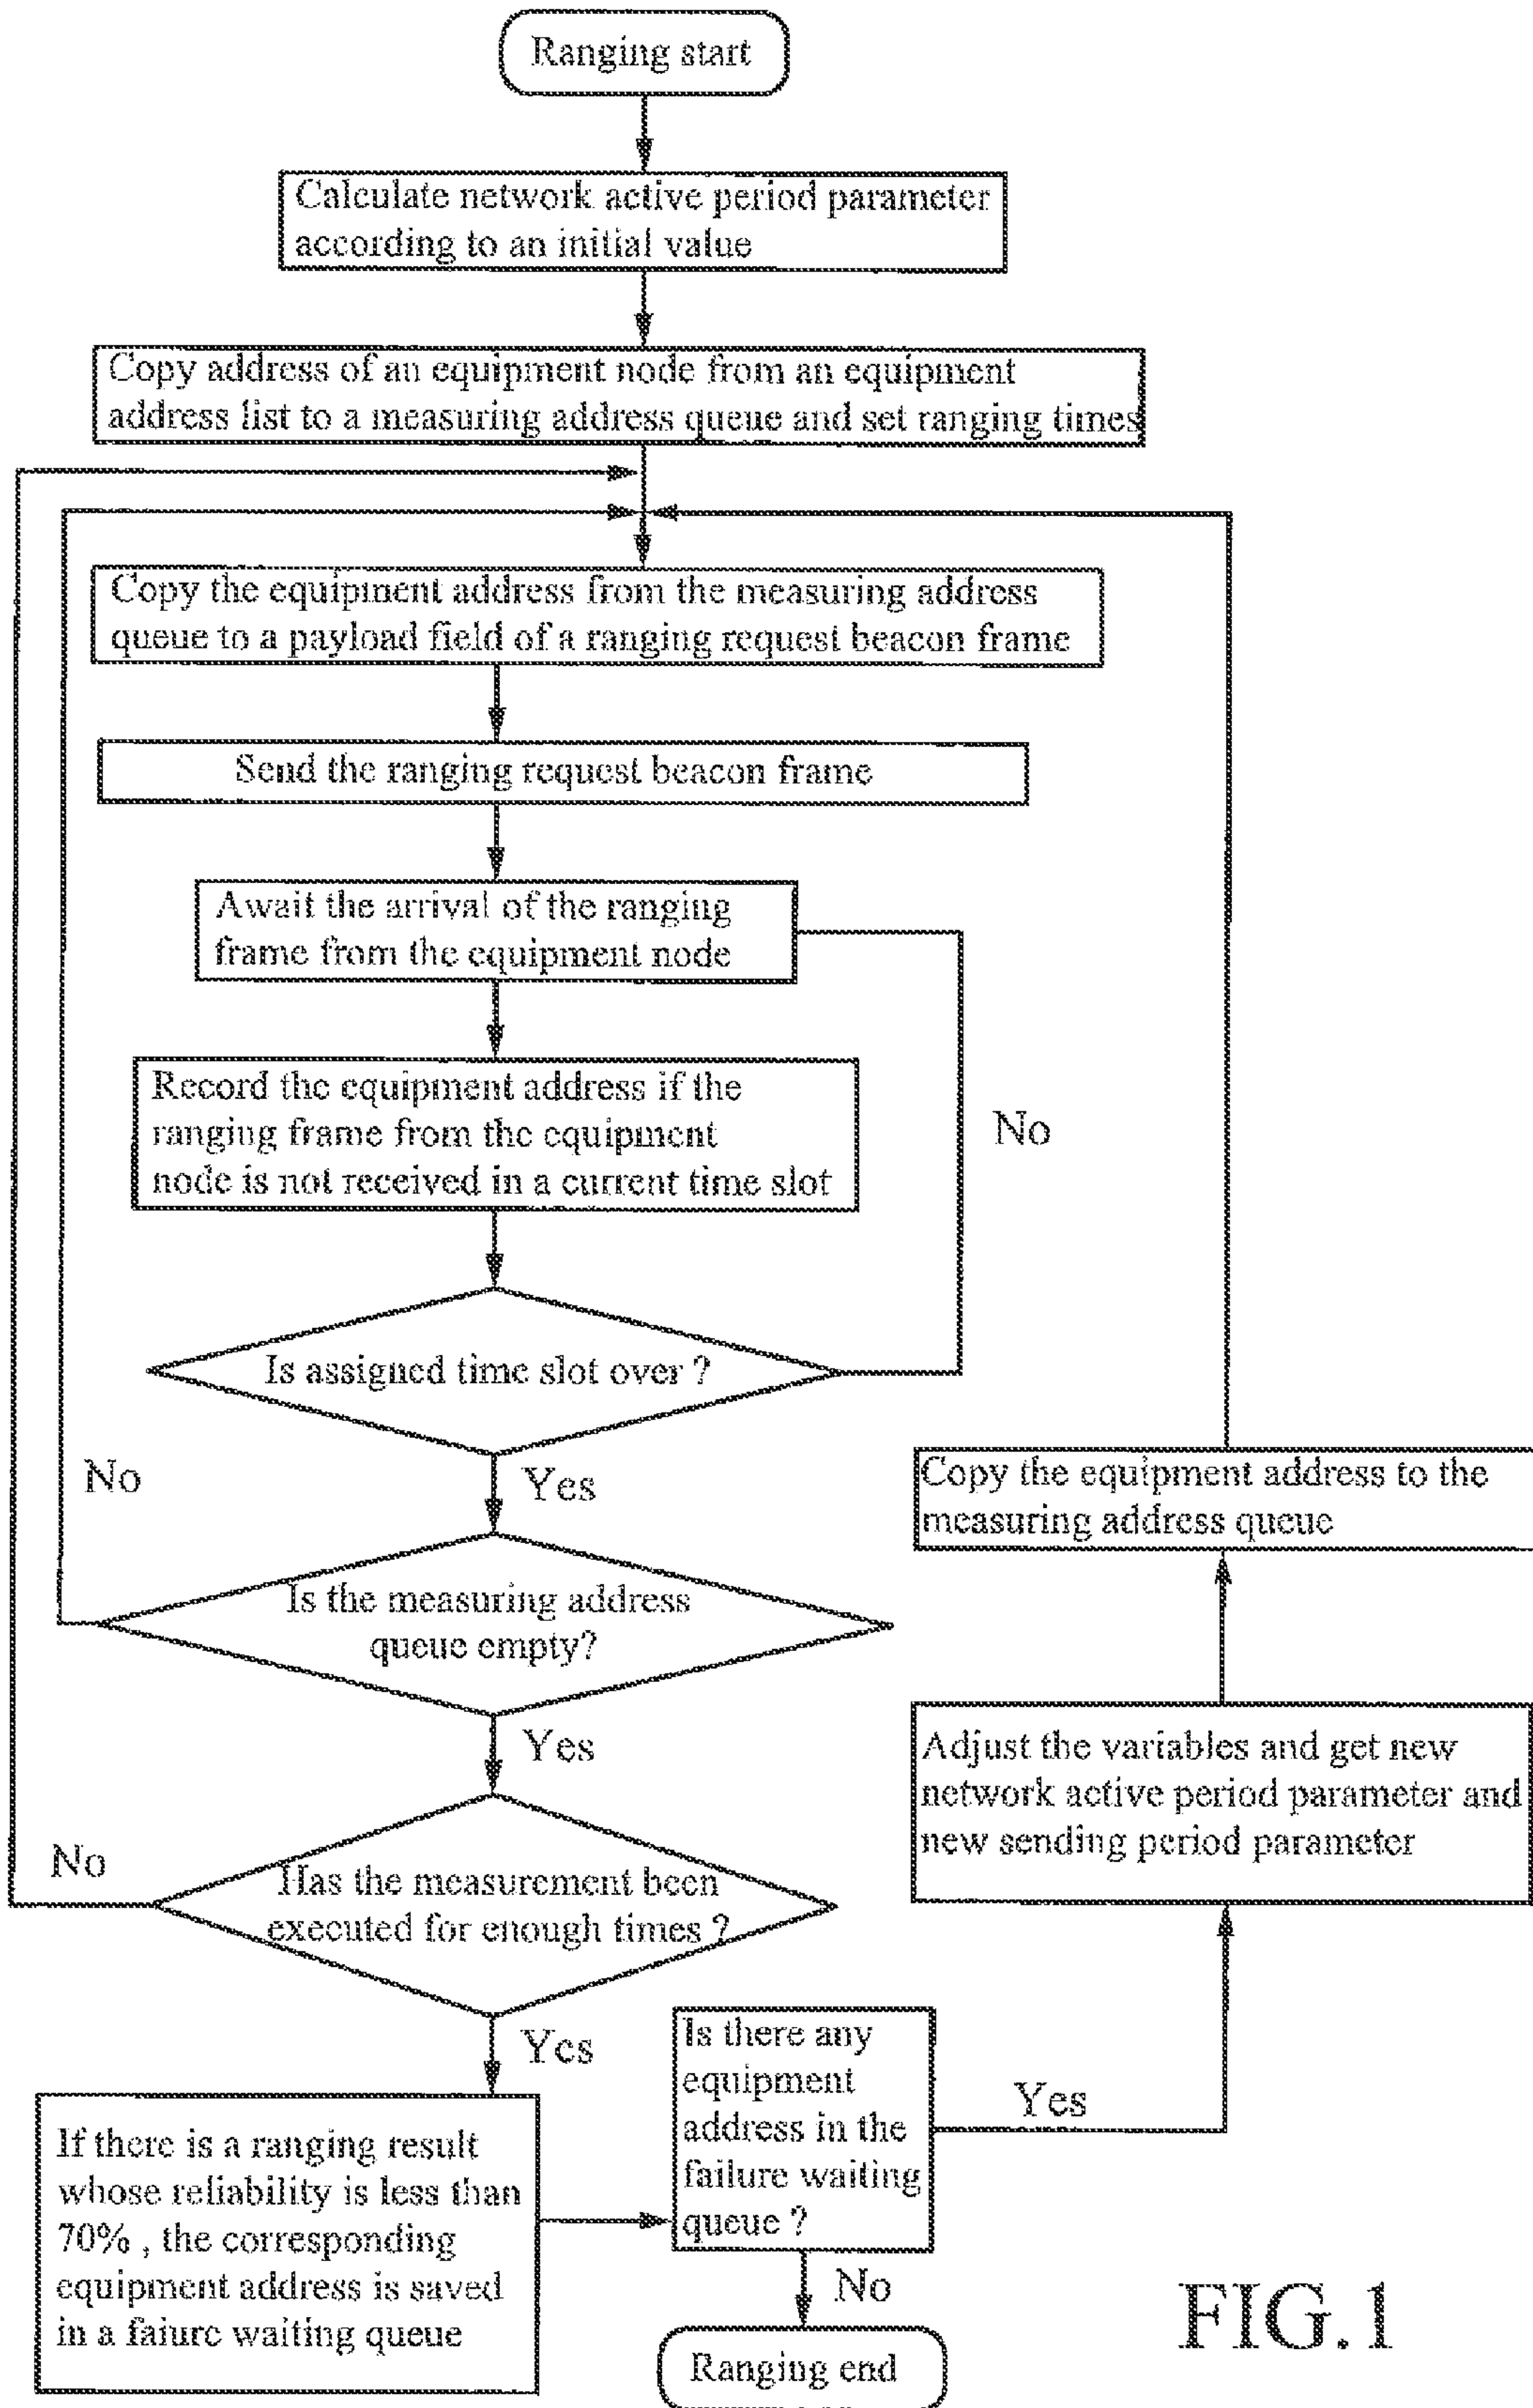 Ranging start
Calculate network active period parameter
according to an initial value
Copy address of an equipment node from an equipment
address list to a measuring address queue and set ranging times
Copy the equipment address from the measuring address
queue to a payload field of a ranging request beacon frame
Send the ranging request beacon frame
Await the arrival of the ranging
frame from the equipment node
Record the equipment address if the
ranging frame from the equipment
node is not received in a current time slot
No
Is assigned time slot over ?
No
Yes
Copy the equipment address to the
measuring address queue
Is the measuring address
queue empty?
Yes
Adjust the variables and get new
network active period parameter and
new sending period parameter
No
Has the measurement been
executed for enough times ?
Yes
Is there any
equipment
address in the
failure waiting
queue ?
Yes
If there is a ranging result
whose reliability is less than
70% , the corresponding
equipment address is saved
in a faiure waiting queue
No
Ranging end
FIG.1